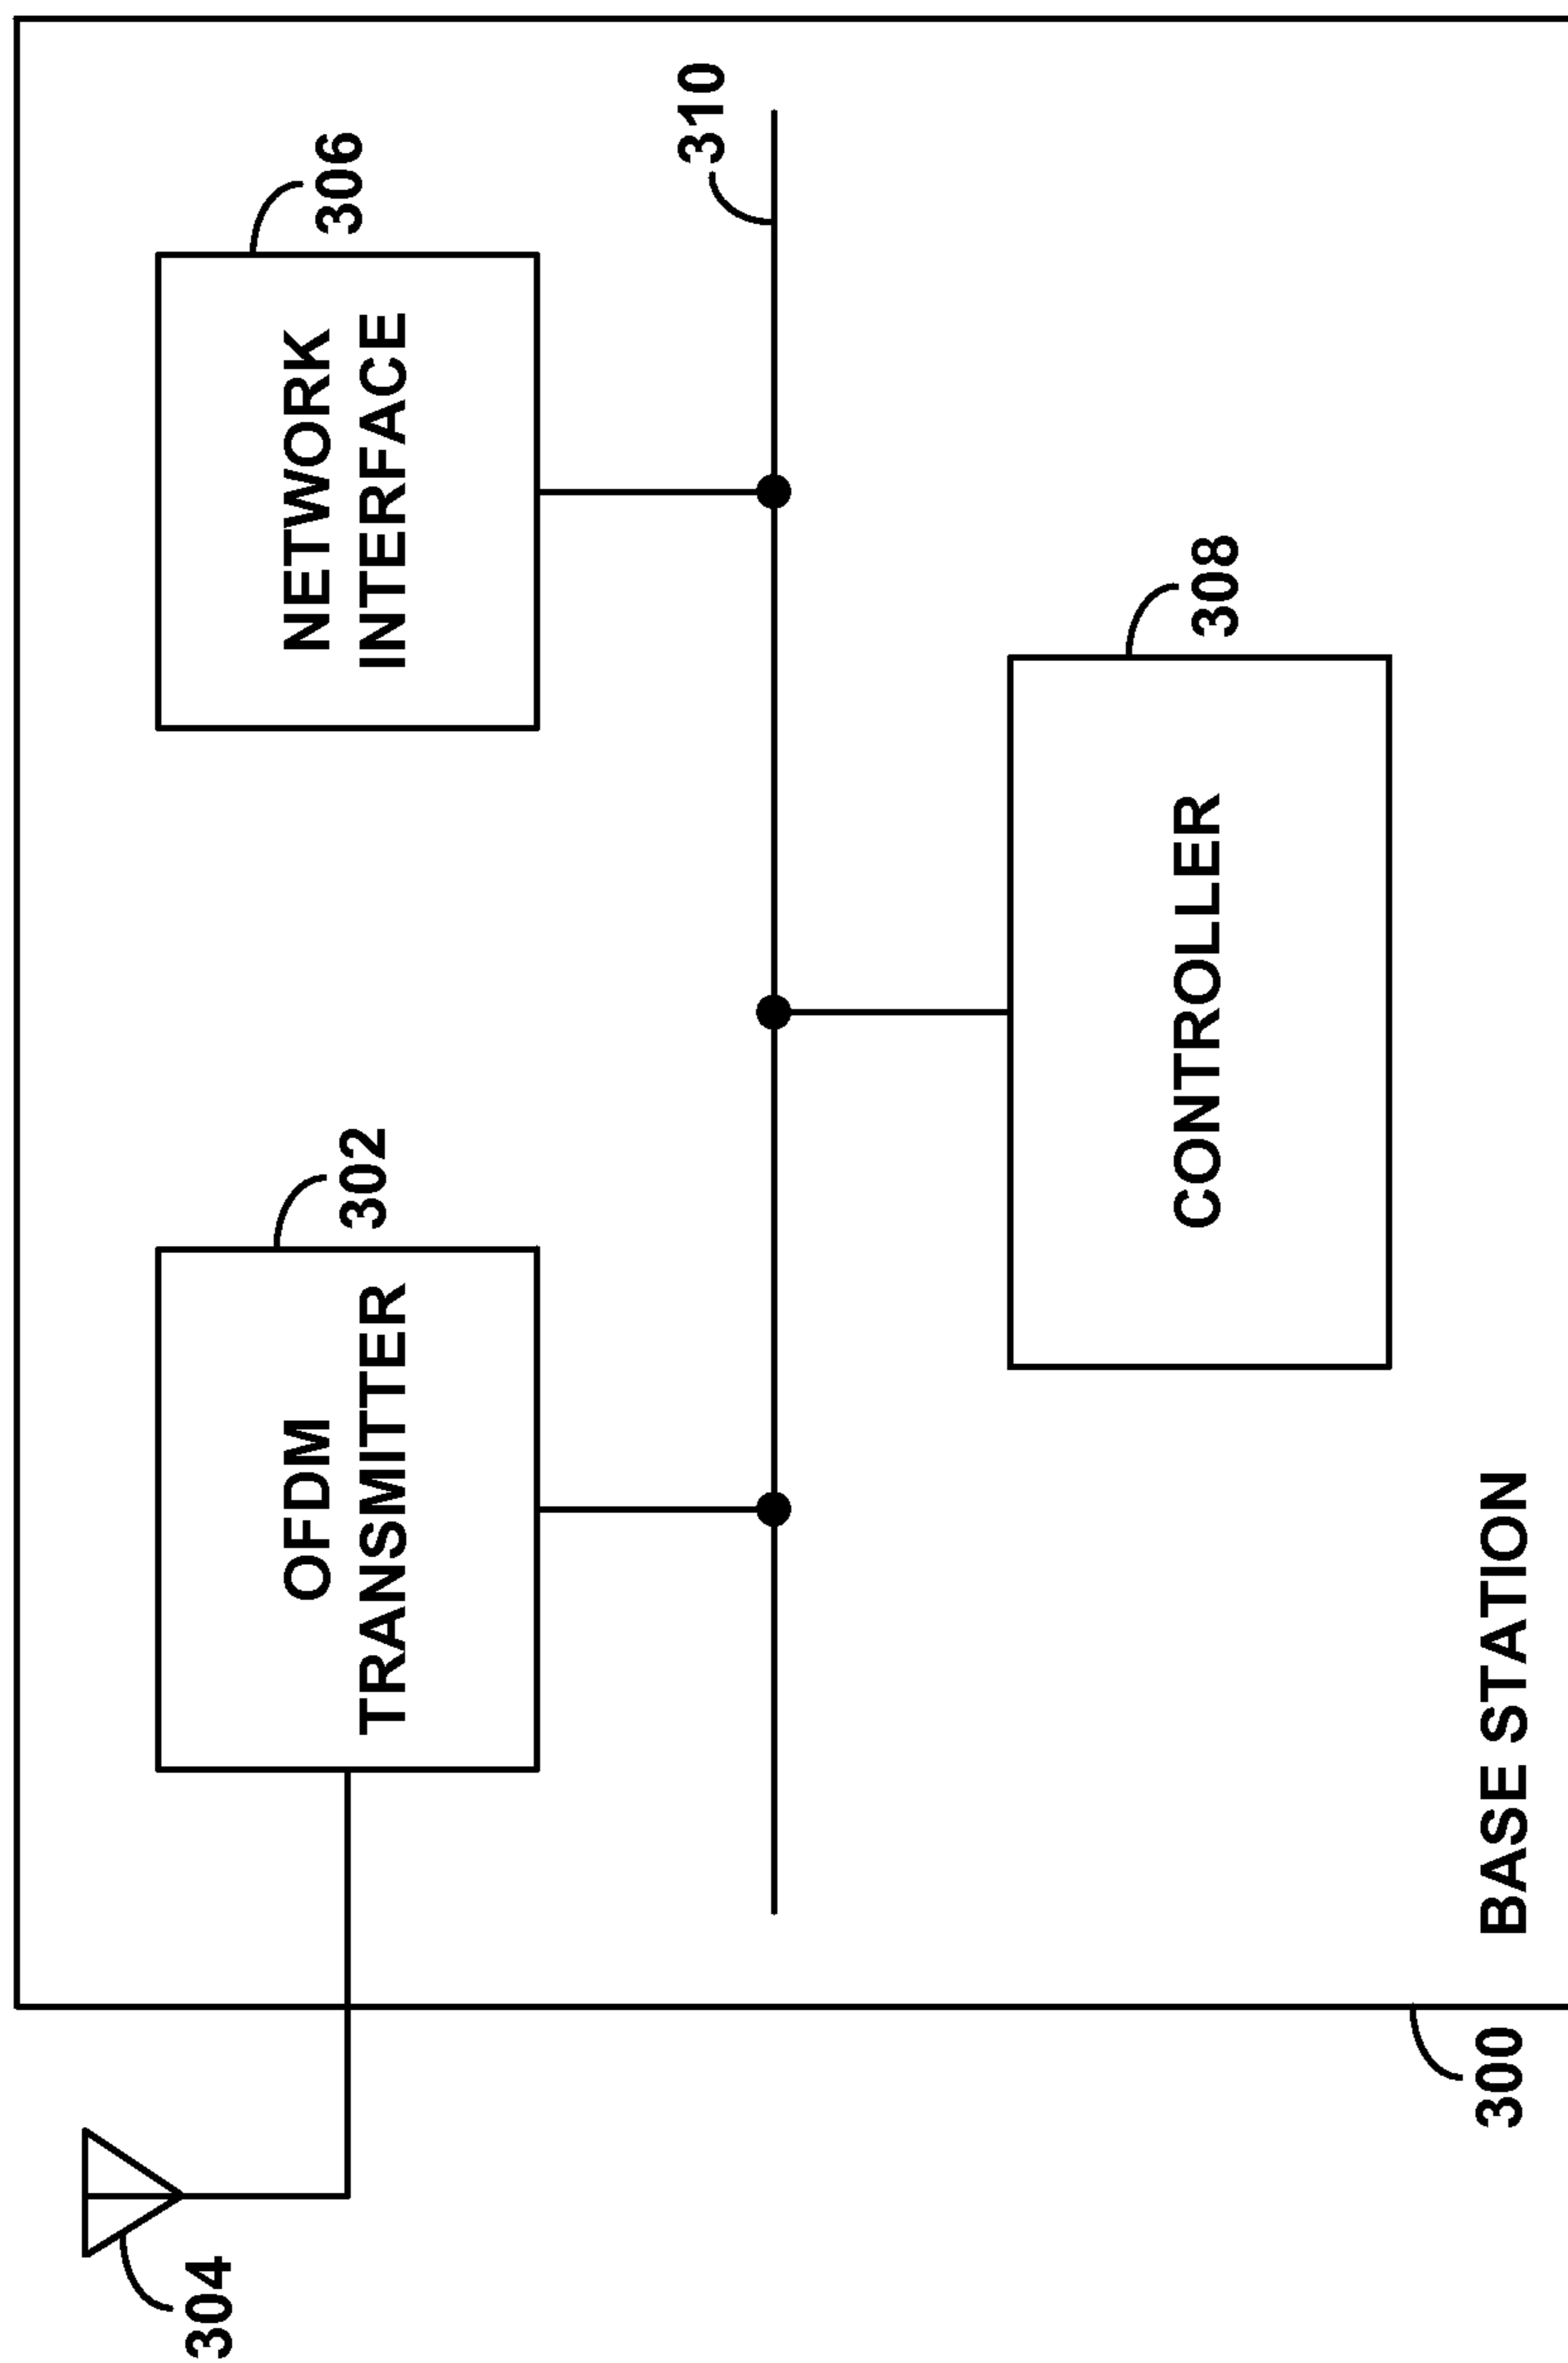 304
OFDM
TRANSMITTER
302
NETWORK
INTERFACE
306
310
CONTROLLER
308
BASE STATION
300